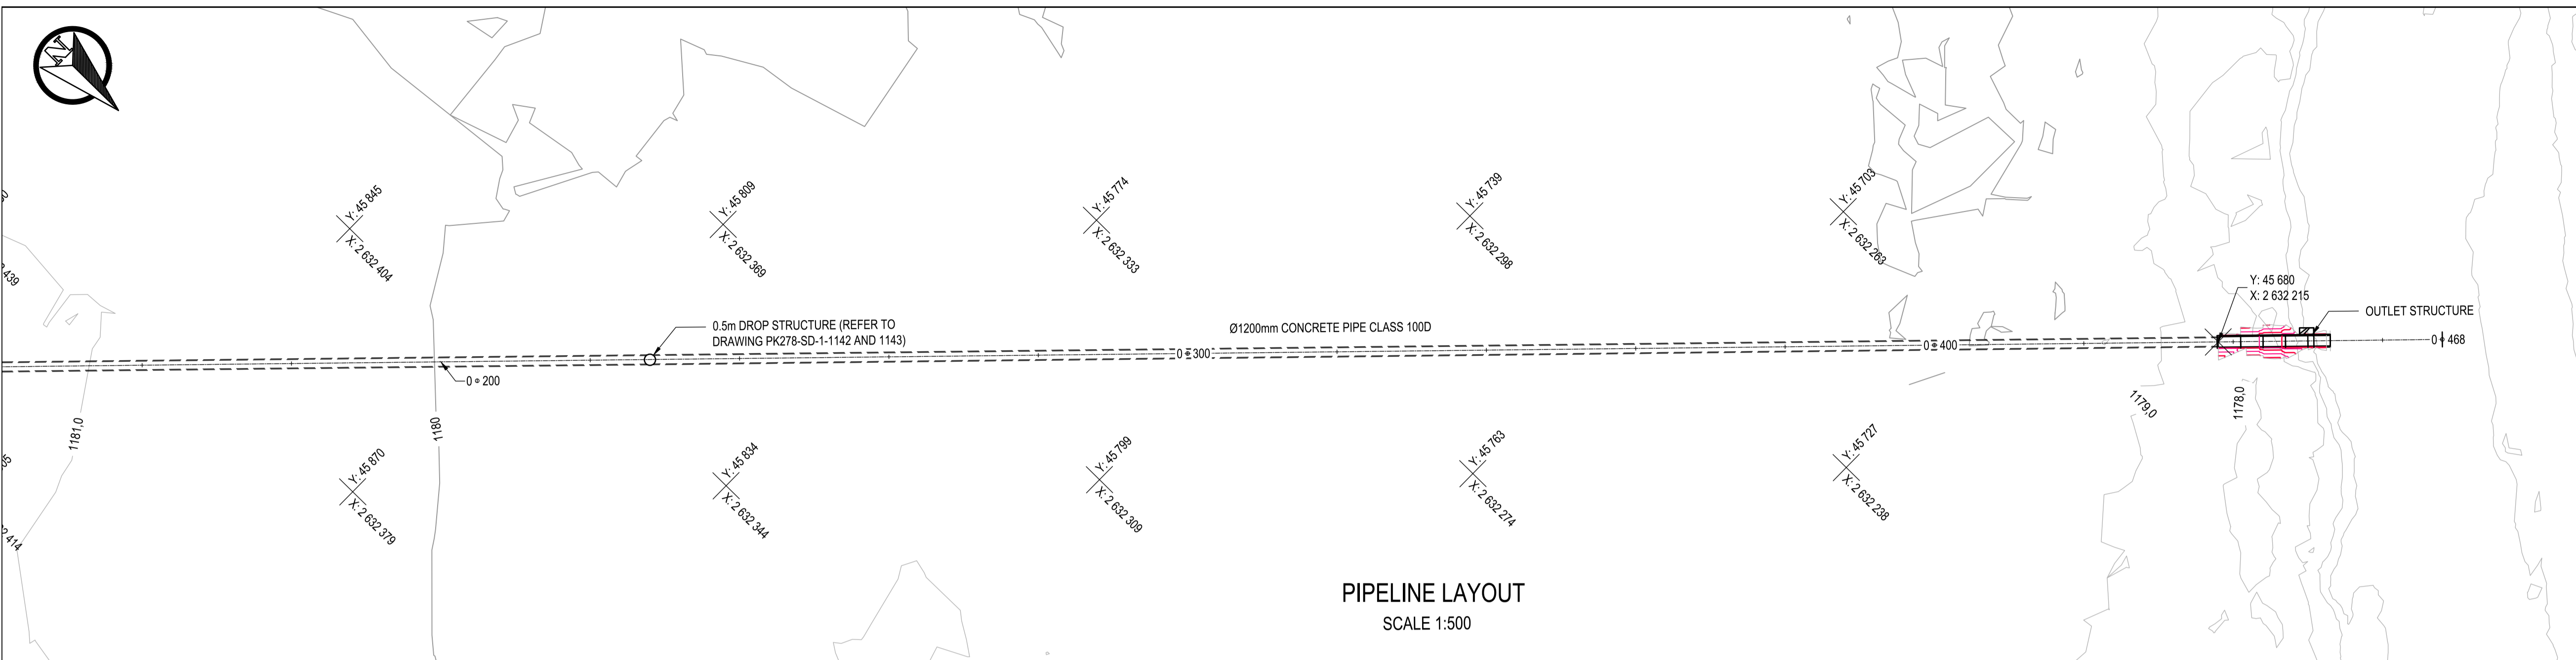 N
Y: 45 845
X: 2 632 404
Y: 45 809
X: 2 632 369
Y: 45 774
X: 2 632 333
Y: 45 739
X: 2 632 298
Y: 45 703
X: 2 632 263
439
Y: 45 680
X: 2 632 215
OUTLET STRUCTURE
0.5m DROP STRUCTURE (REFER TO
DRAWING PK278-SD-1-1142 AND 1143)
Ø1200mm CONCRETE PIPE CLASS 100D
0 300
0 400
0 468
0 200
1181,0
1180
1179,0
1178,0
Y: 45 870
X: 2 632 379
Y: 45 834
X: 2 632 344
Y: 45 799
X: 2 632 309
Y: 45 763
X: 2 632 274
Y: 45 727
X: 2 632 238
414
PIPELINE LAYOUT
SCALE 1:500